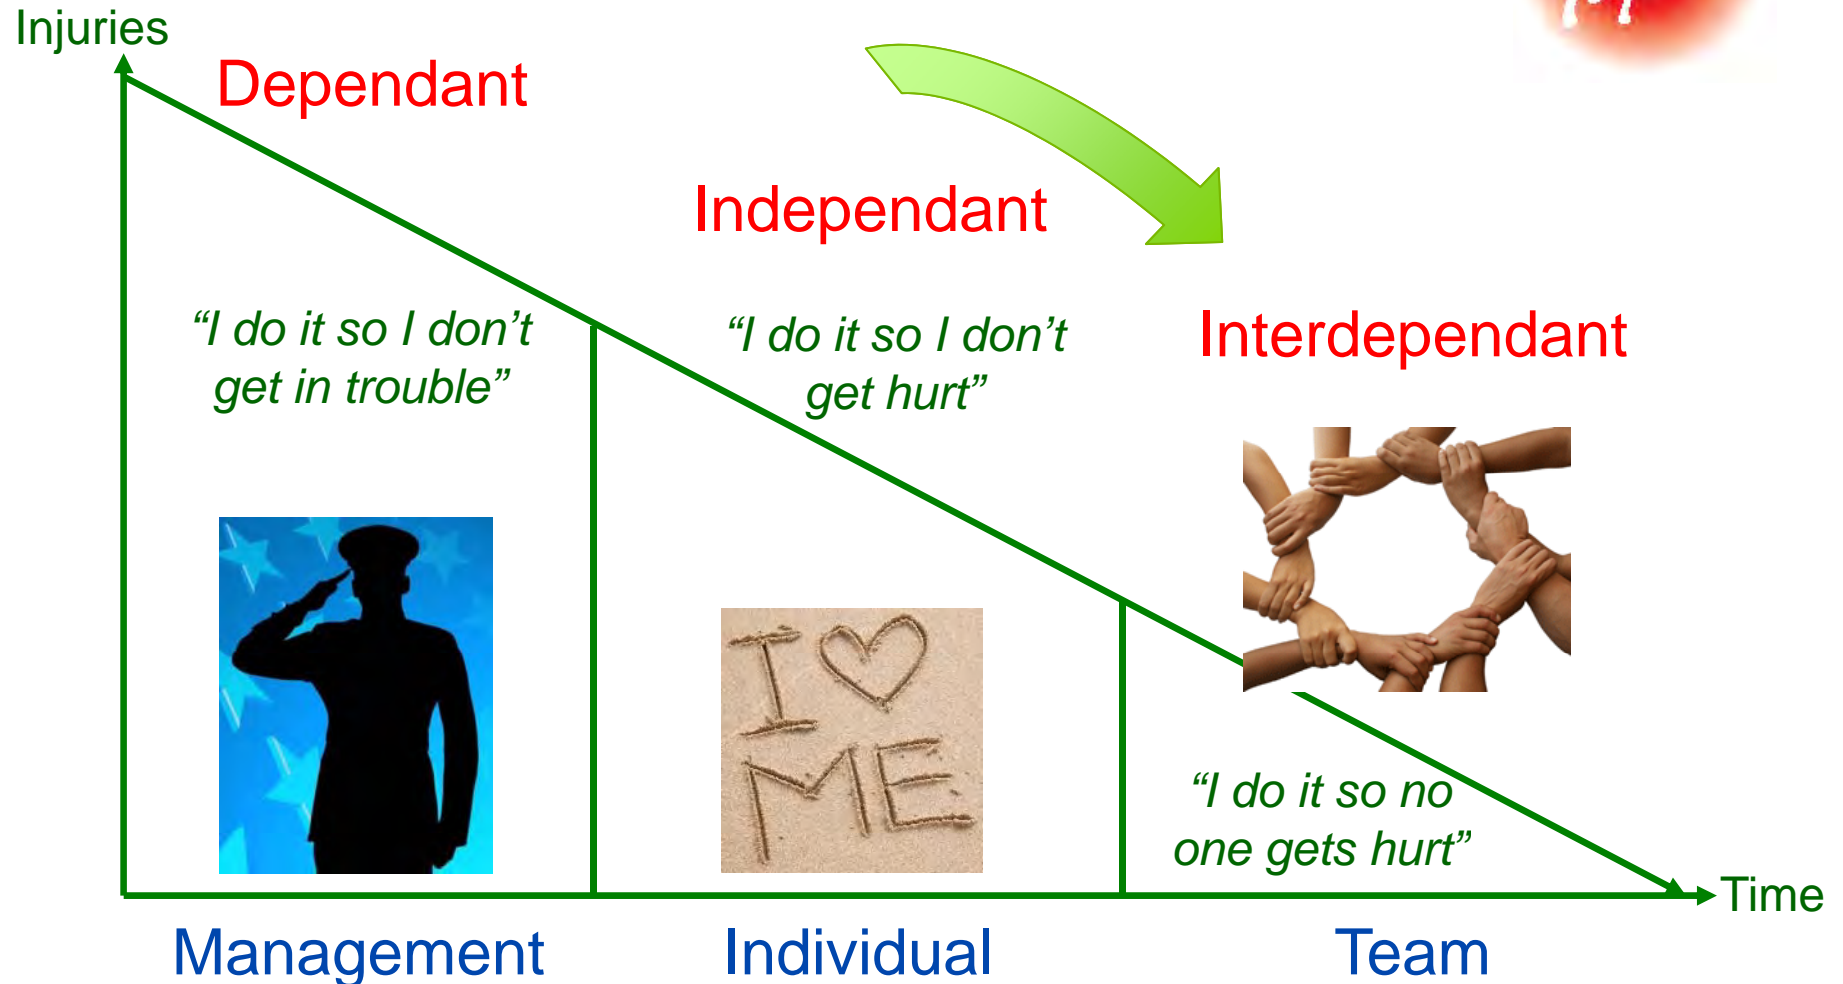 Injuries
Dependant
Independant
Interdependant
“I do it so I don’t
get in trouble”
“I do it so I don’t
get hurt”
I ♡
ME
“I do it so no
one gets hurt”
Time
Management
Individual
Team